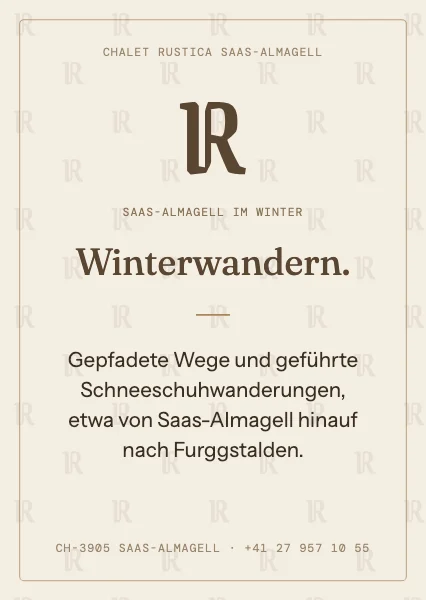 CHALET RUSTICA SAAS-ALMAGELL
R
SAAS-ALMAGELL IM WINTER
Winterwandern.
Gepfadete Wege und geführte
Schneeschuhwanderungen,
etwa von Saas-Almagell hinauf
nach Furggstalden.
CH-3905 SAAS-ALMAGELL · +41 27 957 10 55